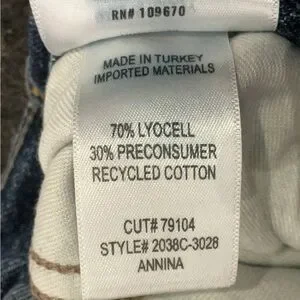 RN# 109670
MADE IN TURKEY
IMPORTED MATERIALS
70% LYOCELL
30% PRECONSUMER
RECYCLED COTTON
CUT# 79104
STYLE# 2038C-3028
ANNINA